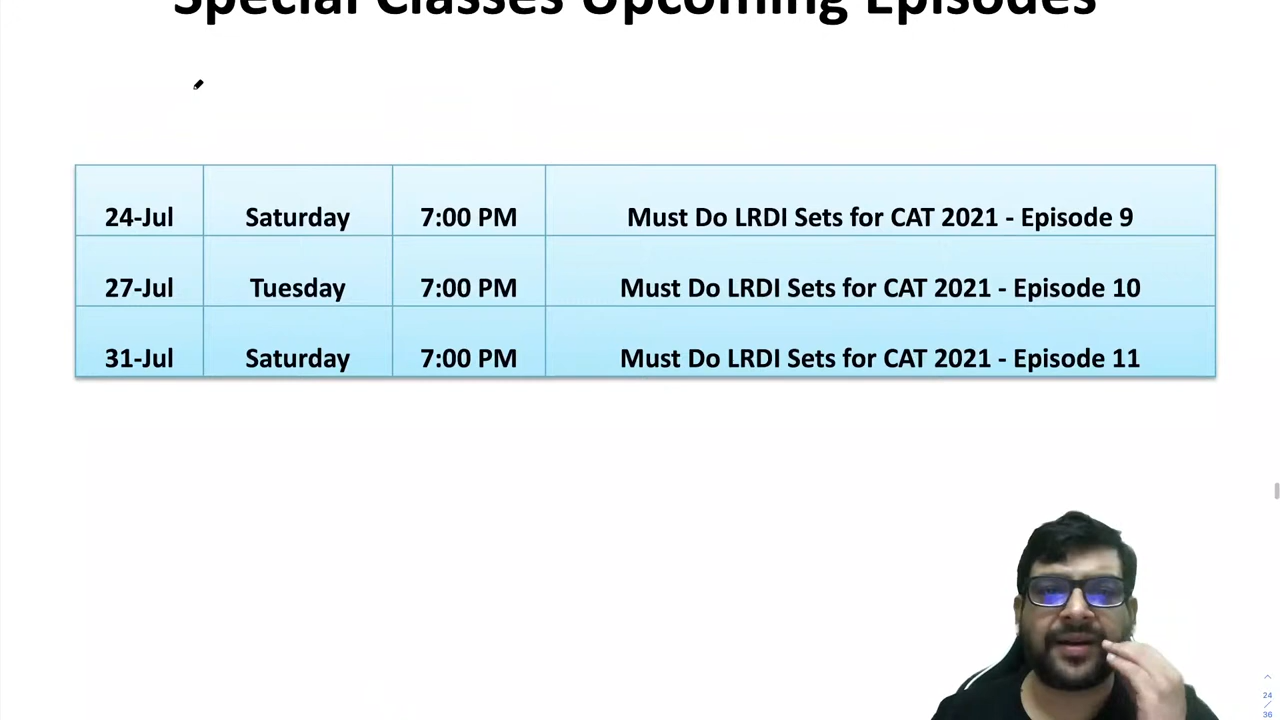 Special Classes Upcoming Episodes
24-Jul Saturday 7:00 PM Must Do LRDI Sets for CAT 2021 - Episode 9
27-Jul Tuesday 7:00 PM Must Do LRDI Sets for CAT 2021 - Episode 10
31-Jul Saturday 7:00 PM Must Do LRDI Sets for CAT 2021 - Episode 11
24
/
36